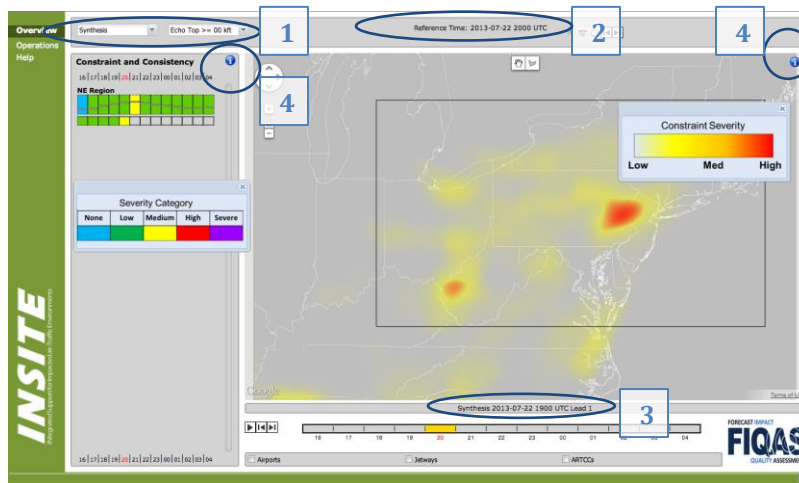 Overview
Operations
Help
Synthesis
Echo Top >= 00 kft
1
Reference Time: 2013-07-22 2000 UTC
2
4
Constraint and Consistency
16|17|18|19|20|21|22|23|00|01|02|03|04
NE Region
4
Constraint Severity
Low Med High
Severity Category
None Low Medium High Severe
INSITE
Google
Terms of U
Synthesis 2013-07-22 1900 UTC Lead 1
3
16 17 18 19 20 21 22 23 00 01 02 03 04
16|17|18|19|20|21|22|23|00|01|02|03|04
Airports
Jetways
ARTCCs
FORECAST IMPACT
FIQAS
QUALITY ASSESSMEN